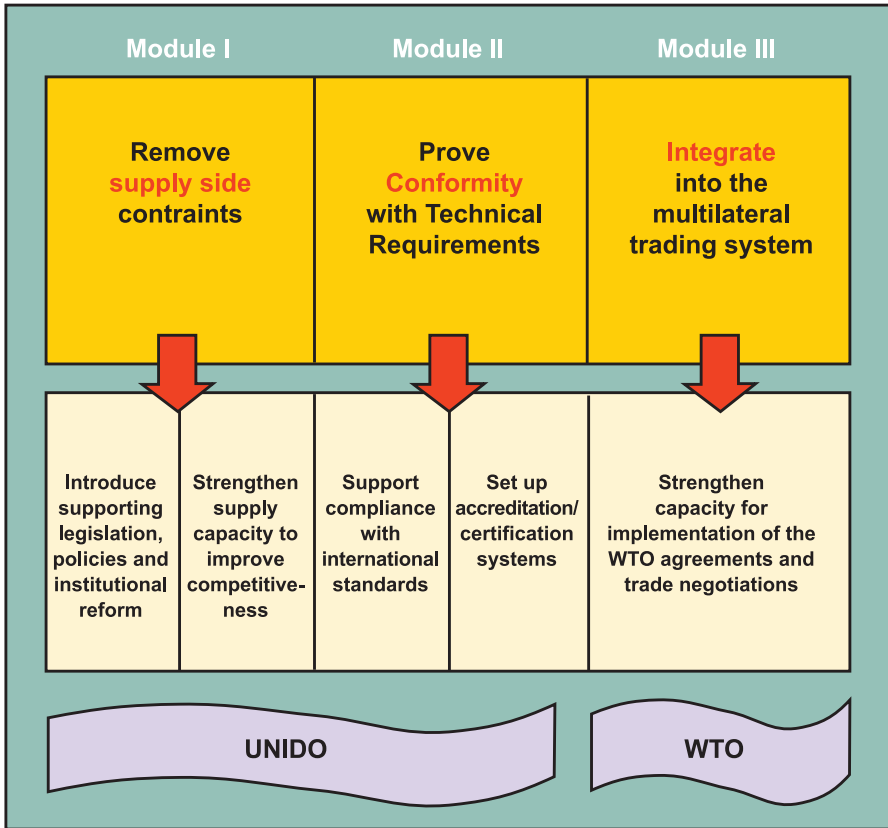 Module I
Module II
Module III
Remove
supply side
contraints
Prove
Conformity
with Technical
Requirements
Integrate
into the
multilateral
trading system
Introduce
supporting
legislation,
policies and
institutional
reform
Strengthen
supply
capacity to
improve
competitive-
ness
Support
compliance
with
international
standards
Set up
accreditation/
certification
systems
Strengthen
capacity for
implementation of the
WTO agreements and
trade negotiations
UNIDO
WTO